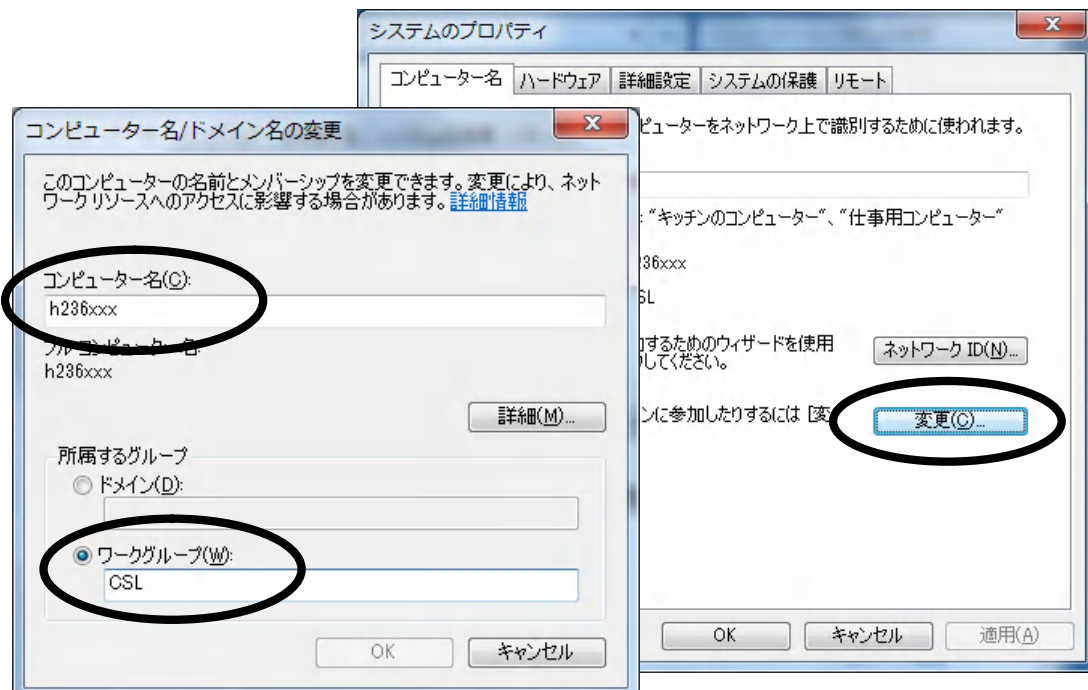 システムのプロパティ
コンピューター名 ハードウェア 詳細設定 システムの保護 リモート
ピューターをネットワーク上で識別するために使われます。
: "キッチンのコンピューター"、"仕事用コンピューター"
36xxx
SL
するためのウィザードを使用
してください。
ネットワーク ID(N)...
ンに参加したりするには [変
変更(C)...
OK キャンセル 適用(A)
コンピューター名/ドメイン名の変更
このコンピューターの名前とメンバーシップを変更できます。変更により、ネット
ワーク リソースへのアクセスに影響する場合があります。詳細情報
コンピューター名(C):
h236xxx
フル コンピューター名:
h236xxx
詳細(M)...
所属するグループ
ドメイン(D):
ワークグループ(W):
CSL
OK キャンセル